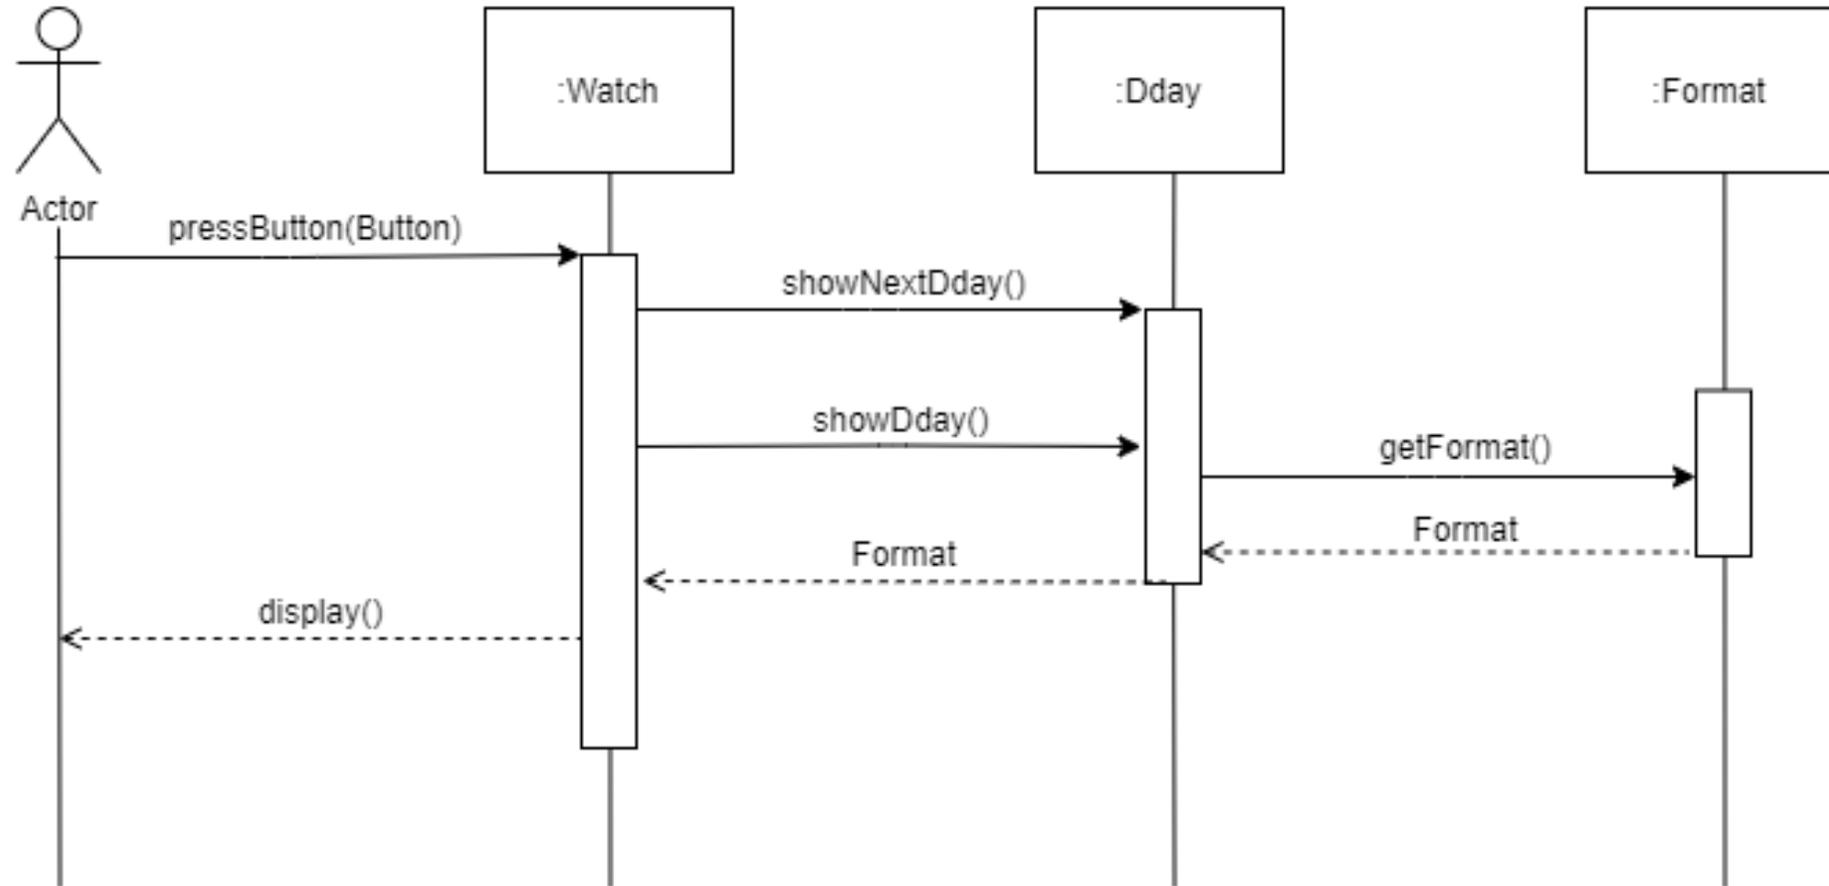 :Watch
:Dday
:Format
Actor
pressButton(Button)
showNextDday()
showDday()
getFormat()
Format
Format
display()